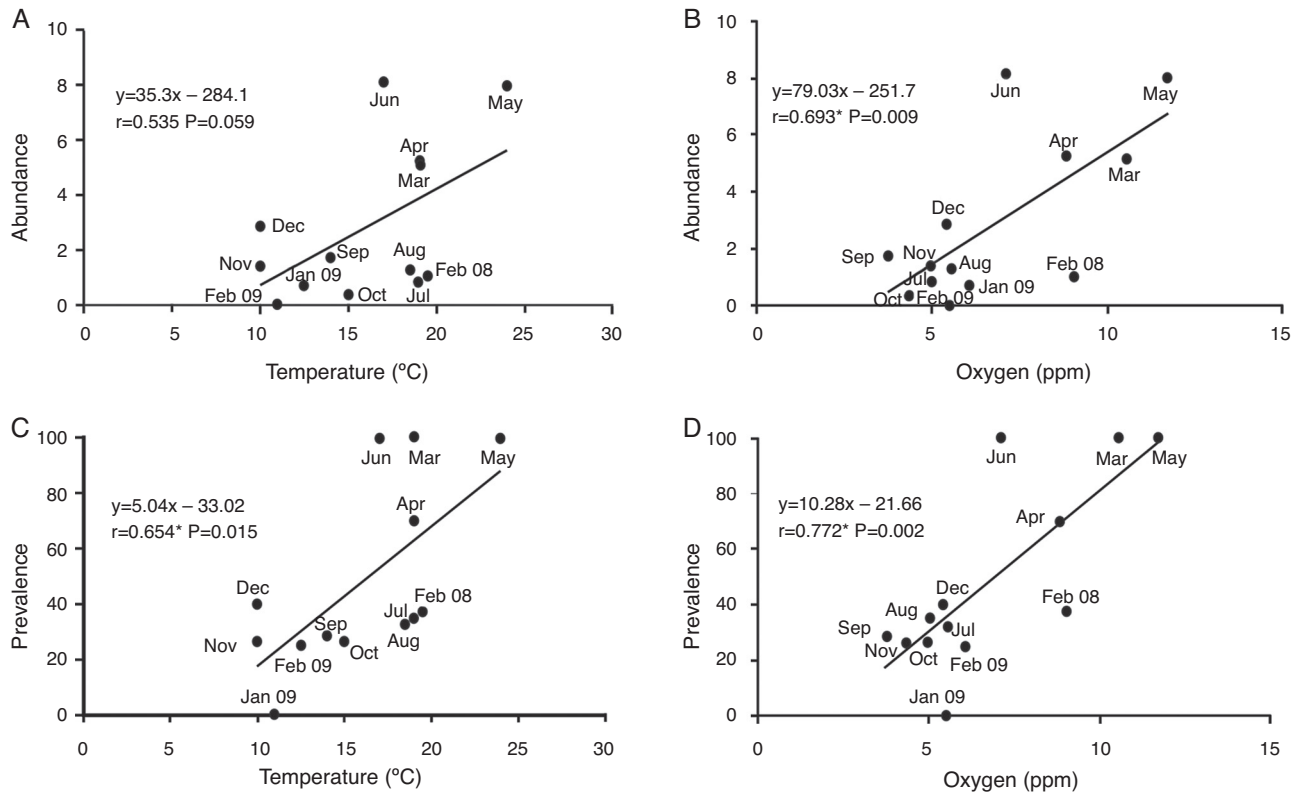 A
10
8
6
4
2
0
Abundance
y=35.3x – 284.1
r=0.535 P=0.059
Jun
May
Apr
Mar
Dec
Nov
Sep
Jan 09
Aug
Feb 08
Feb 09
Oct
Jul
0 5 10 15 20 25 30
Temperature (ºC)
B
10
8
6
4
2
0
Abundance
y=79.03x – 251.7
r=0.693* P=0.009
Jun
May
Apr
Mar
Dec
Sep
Nov
Aug
Feb 08
Jul
Jan 09
Oct
Feb 09
0 5 10 15
Oxygen (ppm)
C
100
80
60
40
20
0
Prevalence
y=5.04x – 33.02
r=0.654* P=0.015
Jun
Mar
May
Apr
Dec
Feb 08
Jul
Sep
Nov
Aug
Oct
Feb 09
Jan 09
0 5 10 15 20 25 30
Temperature (ºC)
D
100
80
60
40
20
0
Prevalence
y=10.28x – 21.66
r=0.772* P=0.002
Jun
Mar
May
Apr
Dec
Feb 08
Aug
Sep
Jul
Nov
Oct
Feb 09
Jan 09
0 5 10 15
Oxygen (ppm)